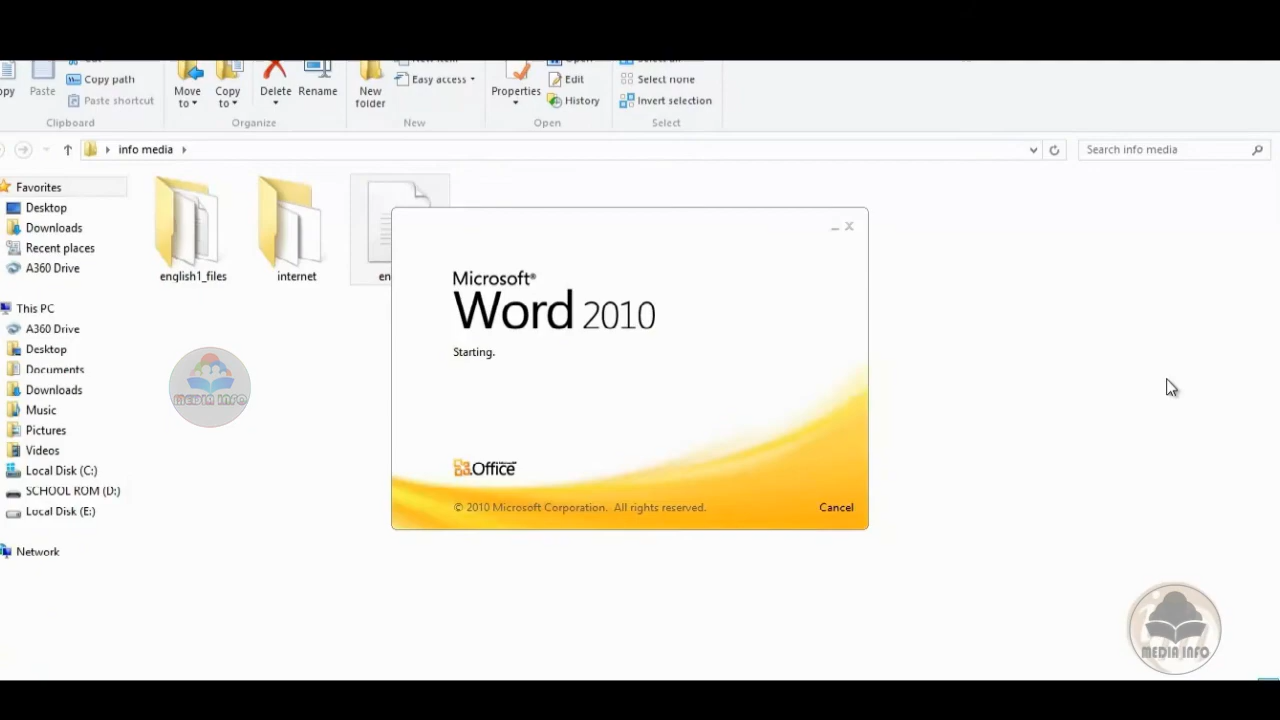 Copy path
Paste
Paste shortcut
Clipboard
Move
to
Copy
to
Delete
Rename
Organize
New
folder
Easy access
New
Properties
Edit
History
Open
Select none
Invert selection
Select
info media
Search info media
Favorites
Desktop
Downloads
Recent places
A360 Drive
This PC
A360 Drive
Desktop
Documents
Downloads
Music
Pictures
Videos
Local Disk (C:)
SCHOOL ROM (D:)
Local Disk (E:)
Network
english1_files
internet
en
Microsoft®
Word 2010
Starting.
Office
© 2010 Microsoft Corporation. All rights reserved.
Cancel
MEDIA INFO
MEDIA INFO